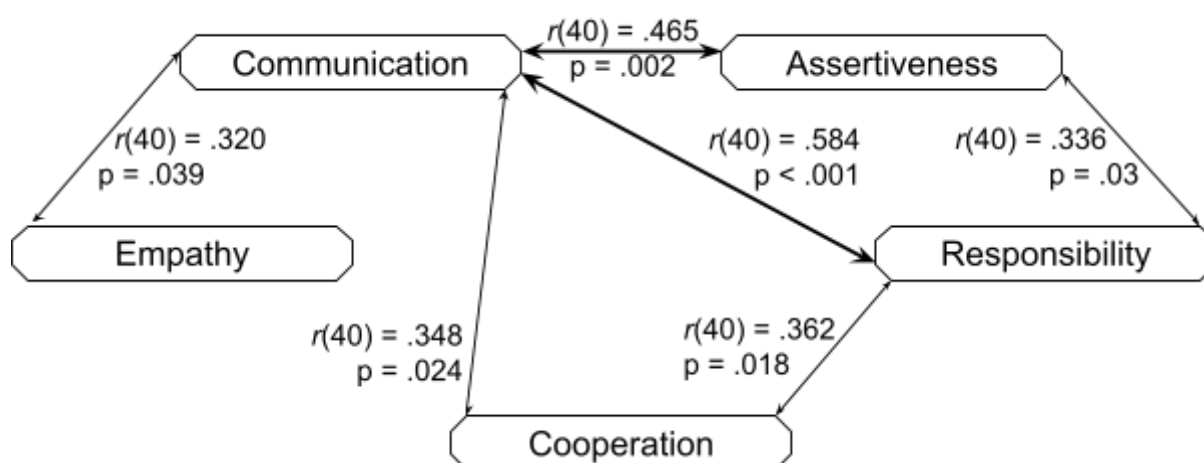 r(40) = .465
Communication
p = .002
Assertiveness
r(40) = .320
p = .039
r(40) = .584
p < .001
r(40) = .336
p = .03
Empathy
Responsibility
r(40) = .348
p = .024
r(40) = .362
p = .018
Cooperation